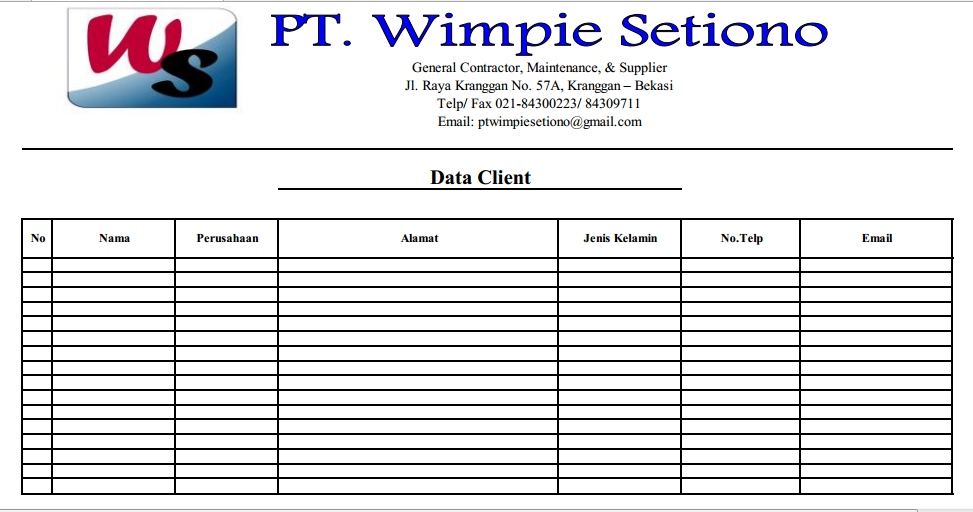 WS
PT. Wimpie Setiono
General Contractor, Maintenance, & Supplier
Jl. Raya Kranggan No. 57A, Kranggan – Bekasi
Telp/ Fax 021-84300223/ 84309711
Email: ptwimpiesetiono@gmail.com
Data Client
No Nama Perusahaan Alamat Jenis Kelamin No.Telp Email